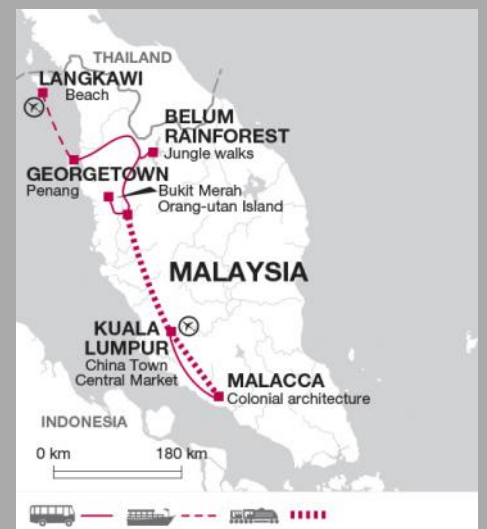 THAILAND
LANGKAWI
Beach
BELUM
RAINFOREST
Jungle walks
GEORGETOWN
Penang
Bukit Merah
Orang-utan Island
MALAYSIA
KUALA
LUMPUR
China Town
Central Market
MALACCA
Colonial architecture
INDONESIA
0 km 180 km